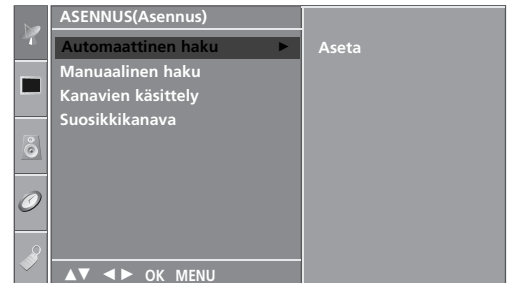 ASENNUS(Asennus)
Automaattinen haku ► Aseta
Manuaalinen haku
Kanavien käsittely
Suosikkikanava
▲▼ ◄► OK MENU